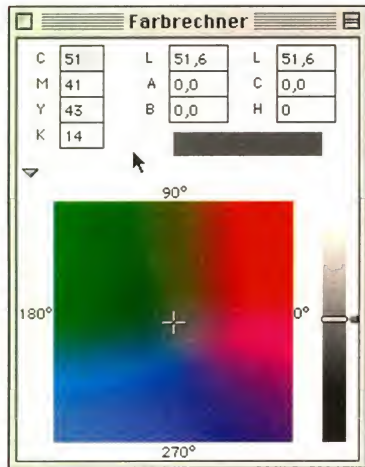 Farbrechner
C 51 L 51,6 L 51,6
M 41 A 0,0 C 0,0
Y 43 B 0,0 H 0
K 14
90°
180° 0°
270°